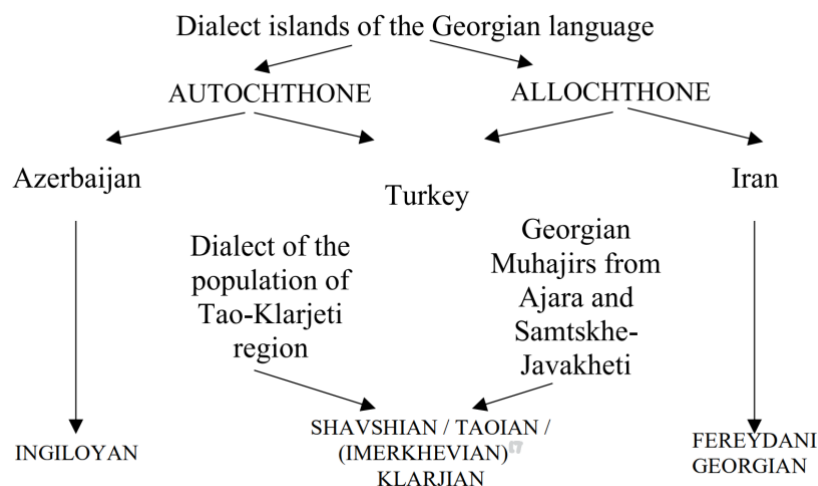 Dialect islands of the Georgian language
AUTOCHTHONE
ALLOCHTHONE
Azerbaijan
Turkey
Iran
Dialect of the
population of
Tao-Klarjeti
region
Georgian
Muhajirs from
Ajara and
Samtskhe-
Javakheti
INGILOYAN
SHAVSHIAN / TAOIAN /
(IMERKHEVIAN)
KLARJIAN
FEREYDANI
GEORGIAN